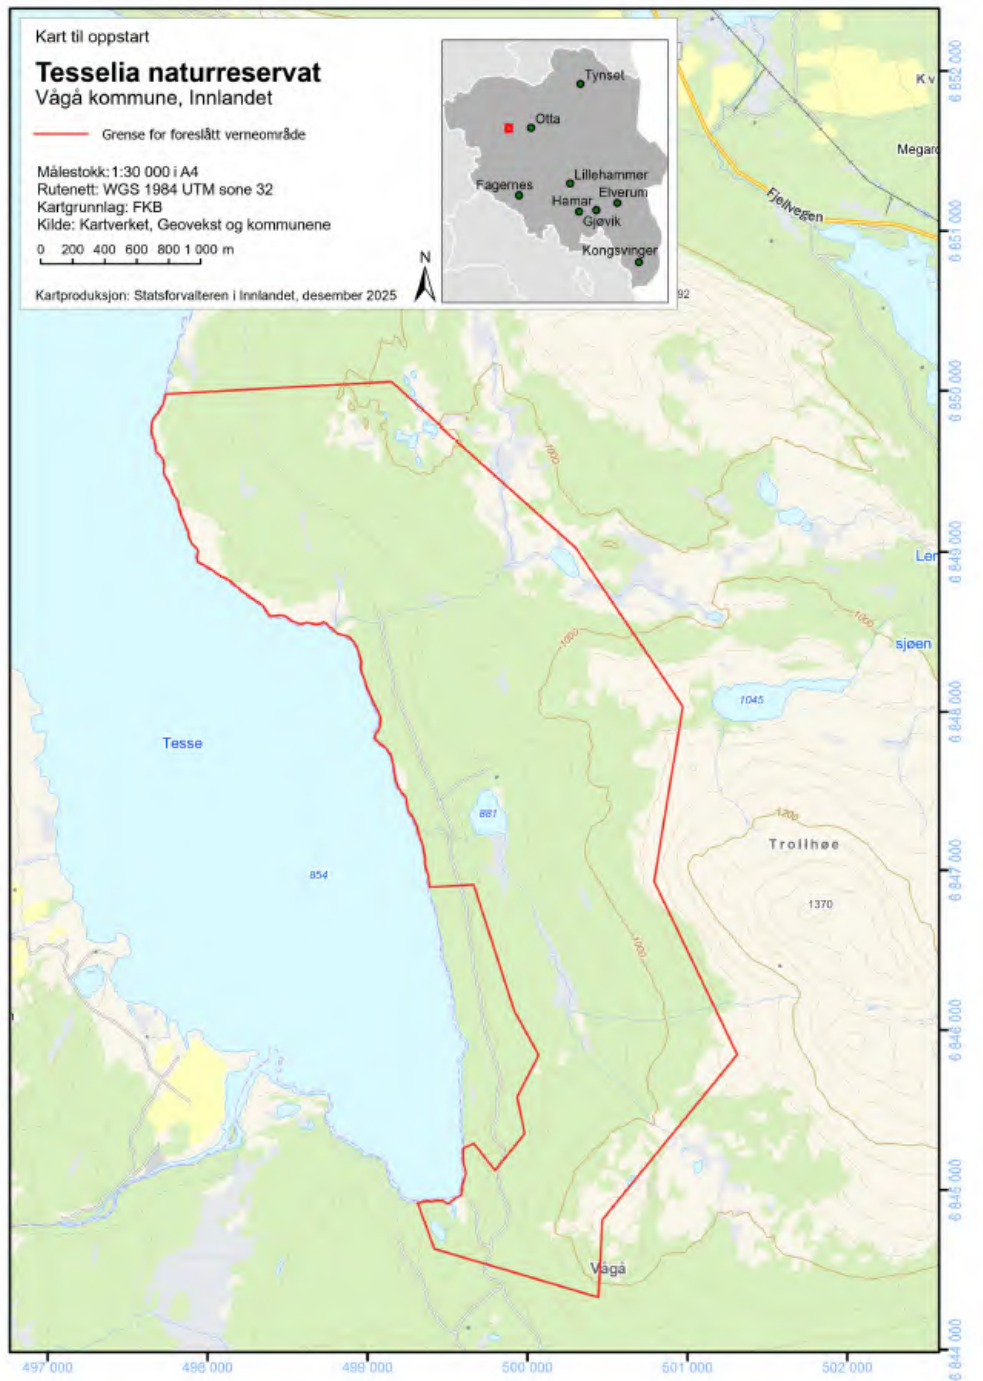 Kart til oppstart
Tesselia naturreservat
Vågå kommune, Innlandet
Grense for foreslått verneområde
Målestokk: 1:30 000 i A4
Rutenett: WGS 1984 UTM sone 32
Kartgrunnlag: FKB
Kilde: Kartverket, Geovekst og kommunene
0 200 400 600 800 1 000 m
N
Kartproduksjon: Statsforvalteren i Innlandet, desember 2025
Tynset
Otta
Lillehammer
Fagernes
Elverum
Hamar
Gjøvik
Kongsvinger
K v
Megard
Fjellvegen
92
1000
1000
1000
1000
Ler
sjøen
1045
Tesse
881
854
1200
Trollhøe
1370
1000
Vågå
6 852 000
6 851 000
6 850 000
6 849 000
6 848 000
6 847 000
6 846 000
6 845 000
6 844 000
497 000
498 000
499 000
500 000
501 000
502 000